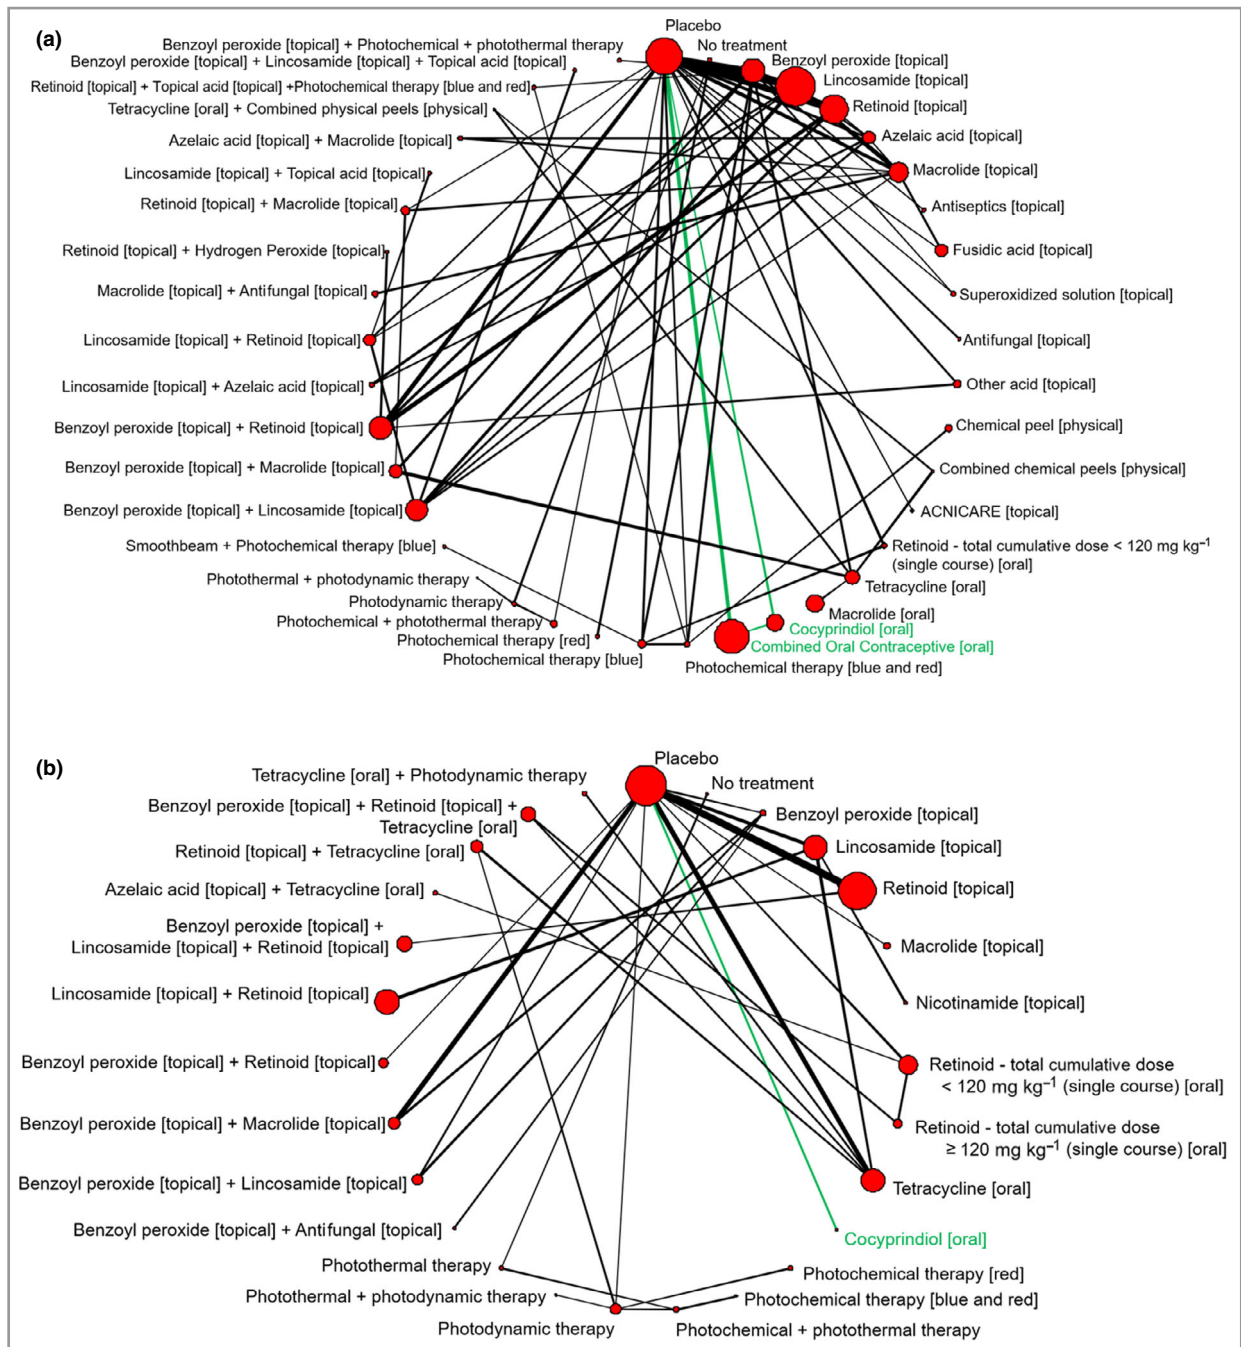 (a)
Placebo
Benzoyl peroxide [topical] + Photochemical + photothermal therapy
No treatment
Benzoyl peroxide [topical] + Lincosamide [topical] + Topical acid [topical]
Benzoyl peroxide [topical]
Retinoid [topical] + Topical acid [topical] +Photochemical therapy [blue and red]
Lincosamide [topical]
Tetracycline [oral] + Combined physical peels [physical]
Retinoid [topical]
Azelaic acid [topical] + Macrolide [topical]
Azelaic acid [topical]
Lincosamide [topical] + Topical acid [topical]
Macrolide [topical]
Retinoid [topical] + Macrolide [topical]
Antiseptics [topical]
Retinoid [topical] + Hydrogen Peroxide [topical]
Fusidic acid [topical]
Macrolide [topical] + Antifungal [topical]
Superoxidized solution [topical]
Lincosamide [topical] + Retinoid [topical]
Antifungal [topical]
Lincosamide [topical] + Azelaic acid [topical]
Other acid [topical]
Benzoyl peroxide [topical] + Retinoid [topical]
Chemical peel [physical]
Benzoyl peroxide [topical] + Macrolide [topical]
Combined chemical peels [physical]
Benzoyl peroxide [topical] + Lincosamide [topical]
ACNICARE [topical]
Smoothbeam + Photochemical therapy [blue]
Retinoid - total cumulative dose < 120 mg kg⁻¹
(single course) [oral]
Photothermal + photodynamic therapy
Tetracycline [oral]
Photodynamic therapy
Macrolide [oral]
Photochemical + photothermal therapy
Cocyprindiol [oral]
Photochemical therapy [red]
Combined Oral Contraceptive [oral]
Photochemical therapy [blue]
Photochemical therapy [blue and red]
(b)
Placebo
Tetracycline [oral] + Photodynamic therapy
No treatment
Benzoyl peroxide [topical] + Retinoid [topical] +
Tetracycline [oral]
Benzoyl peroxide [topical]
Retinoid [topical] + Tetracycline [oral]
Lincosamide [topical]
Azelaic acid [topical] + Tetracycline [oral]
Retinoid [topical]
Benzoyl peroxide [topical] +
Lincosamide [topical] + Retinoid [topical]
Macrolide [topical]
Lincosamide [topical] + Retinoid [topical]
Nicotinamide [topical]
Benzoyl peroxide [topical] + Retinoid [topical]
Retinoid - total cumulative dose
< 120 mg kg⁻¹ (single course) [oral]
Benzoyl peroxide [topical] + Macrolide [topical]
Retinoid - total cumulative dose
≥ 120 mg kg⁻¹ (single course) [oral]
Benzoyl peroxide [topical] + Lincosamide [topical]
Tetracycline [oral]
Benzoyl peroxide [topical] + Antifungal [topical]
Cocyprindiol [oral]
Photothermal therapy
Photochemical therapy [red]
Photothermal + photodynamic therapy
Photochemical therapy [blue and red]
Photodynamic therapy
Photochemical + photothermal therapy